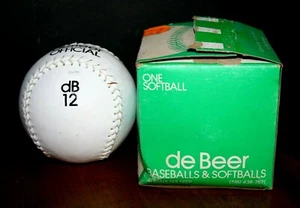 OFFICIAL
dB
12
ONE
SOFTBALL
de Beer
BASEBALLS & SOFTBALLS